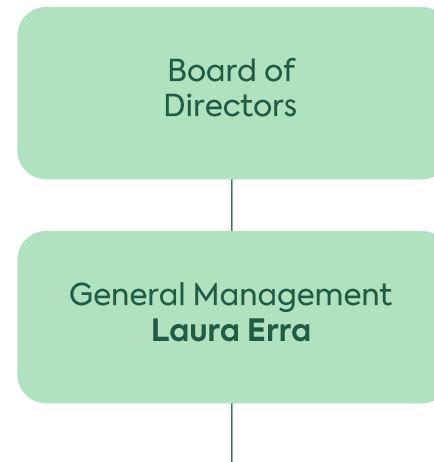 Board of
Directors
General Management
Laura Erra